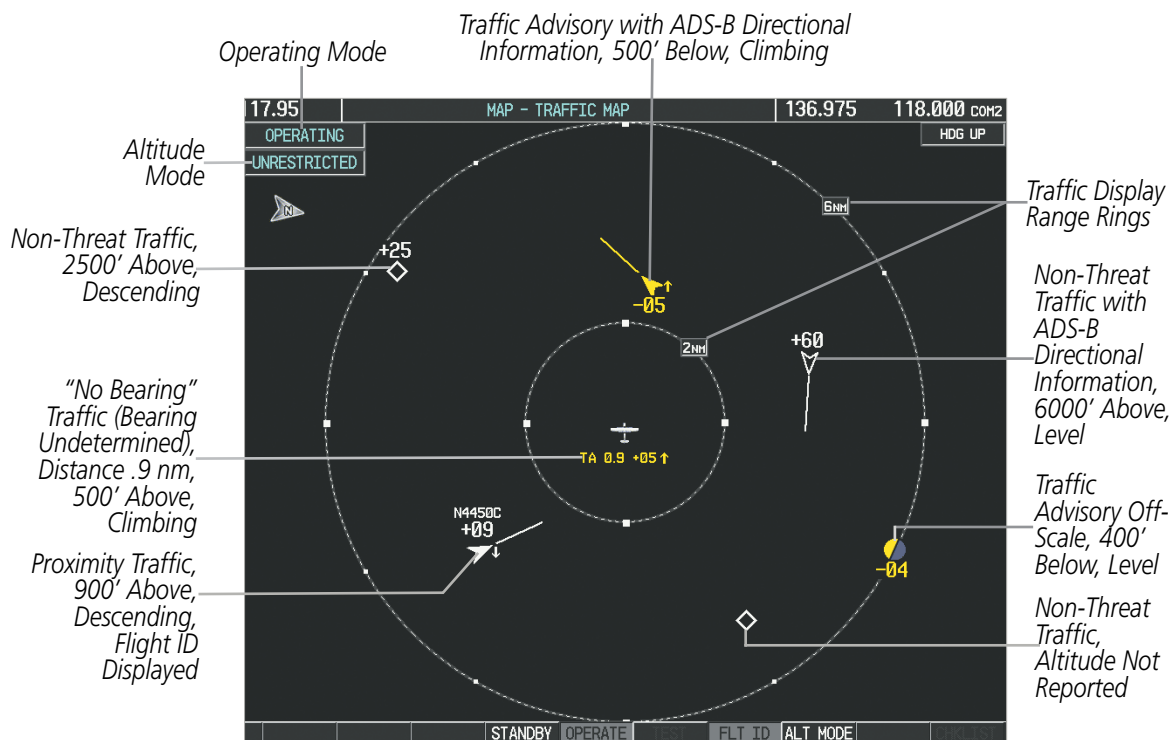 Traffic Advisory with ADS-B Directional
Information, 500' Below, Climbing
Operating Mode
17.95
MAP - TRAFFIC MAP
136.975
118.000 COM2
OPERATING
HDG UP
Altitude
Mode
UNRESTRICTED
N
6NM
Traffic Display
Range Rings
Non-Threat Traffic,
2500' Above,
Descending
+25
-05
2NM
+60
Non-Threat
Traffic with
ADS-B
Directional
Information,
6000' Above,
Level
“No Bearing”
Traffic (Bearing
Undetermined),
Distance .9 nm,
500' Above,
Climbing
TA 0.9 +05↑
N4450C
+09
↓
-04
Traffic
Advisory Off-
Scale, 400'
Below, Level
Proximity Traffic,
900' Above,
Descending,
Flight ID
Displayed
Non-Threat
Traffic,
Altitude Not
Reported
STANDBY OPERATE TEST FLT ID ALT MODE CHKLIST